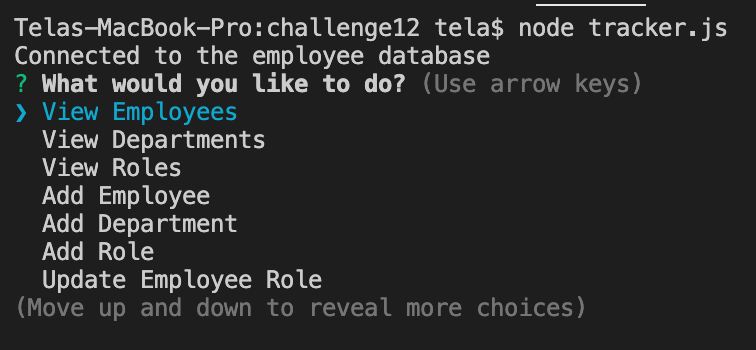 Telas-MacBook-Pro:challenge12 tela$ node tracker.js
Connected to the employee database
? What would you like to do? (Use arrow keys)
❯ View Employees
View Departments
View Roles
Add Employee
Add Department
Add Role
Update Employee Role
(Move up and down to reveal more choices)